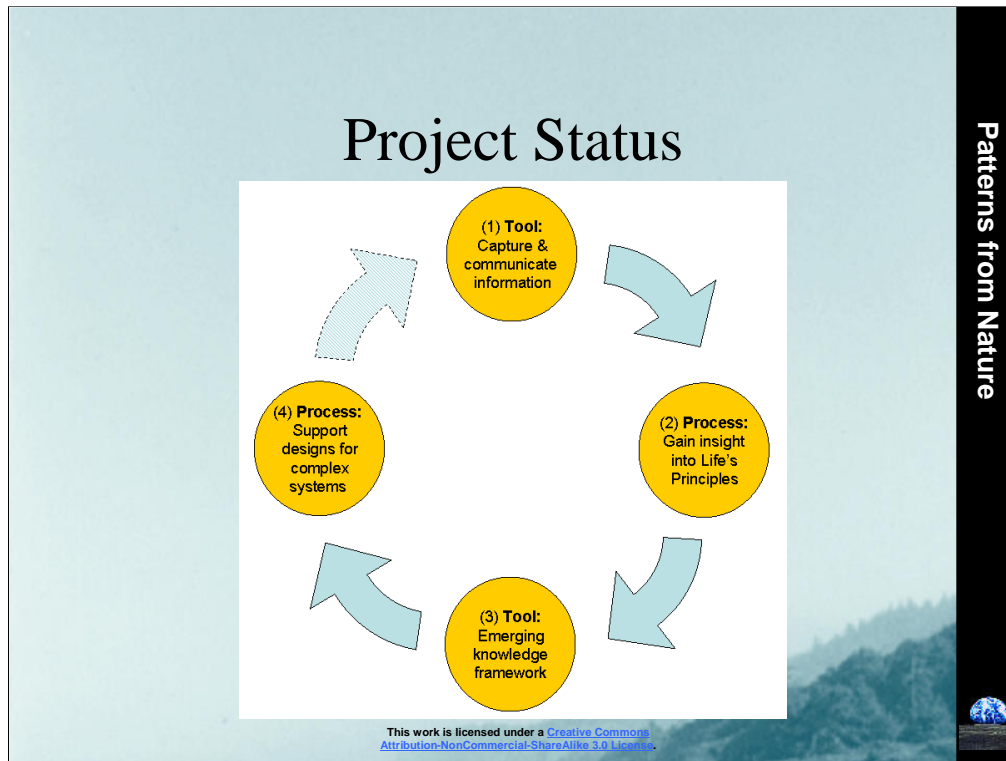 Project Status
Patterns from Nature
(1) Tool:
Capture &
communicate
information
(2) Process:
Gain insight
into Life's
Principles
(3) Tool:
Emerging
knowledge
framework
(4) Process:
Support
designs for
complex
systems
This work is licensed under a Creative Commons
Attribution-NonCommercial-ShareAlike 3.0 License.